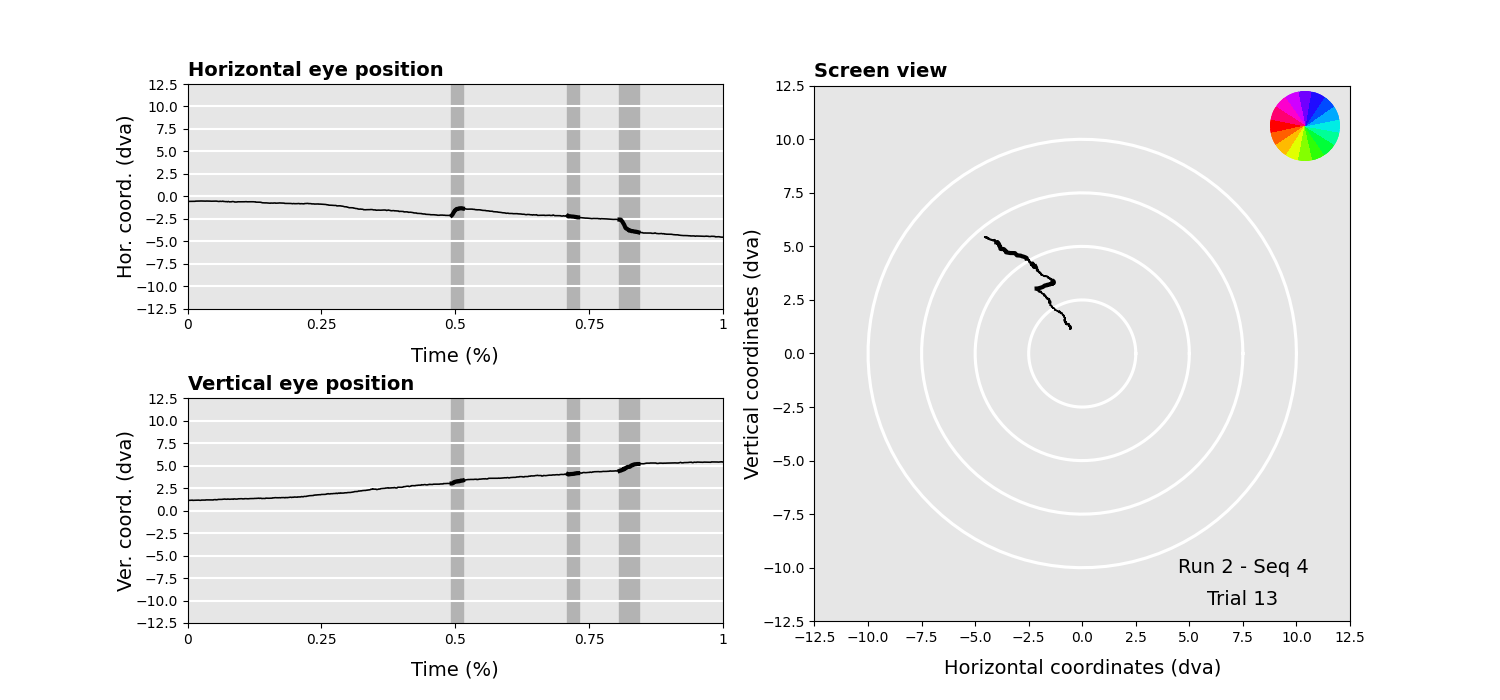 Horizontal eye position
Hor. coord. (dva)
12.5
10.0
7.5
5.0
2.5
0.0
−2.5
−5.0
−7.5
−10.0
−12.5
0 0.25 0.5 0.75 1
Time (%)
Vertical eye position
Ver. coord. (dva)
12.5
10.0
7.5
5.0
2.5
0.0
−2.5
−5.0
−7.5
−10.0
−12.5
0 0.25 0.5 0.75 1
Time (%)
Screen view
Vertical coordinates (dva)
12.5
10.0
7.5
5.0
2.5
0.0
−2.5
−5.0
−7.5
−10.0
−12.5
Run 2 - Seq 4
Trial 13
−12.5 −10.0 −7.5 −5.0 −2.5 0.0 2.5 5.0 7.5 10.0 12.5
Horizontal coordinates (dva)